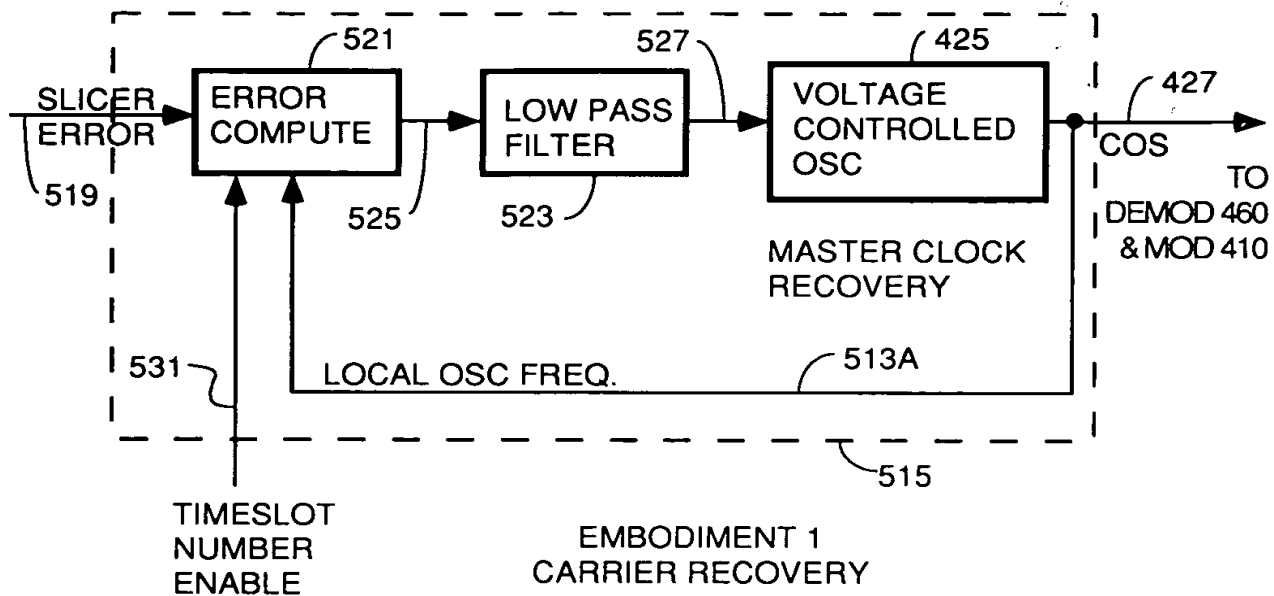 521
527
425
427
SLICER
ERROR
ERROR
COMPUTE
LOW PASS
FILTER
VOLTAGE
CONTROLLED
OSC
COS
519
525
523
TO
DEMOD 460
& MOD 410
MASTER CLOCK
RECOVERY
531
LOCAL OSC FREQ.
513A
515
TIMESLOT
NUMBER
ENABLE
EMBODIMENT 1
CARRIER RECOVERY